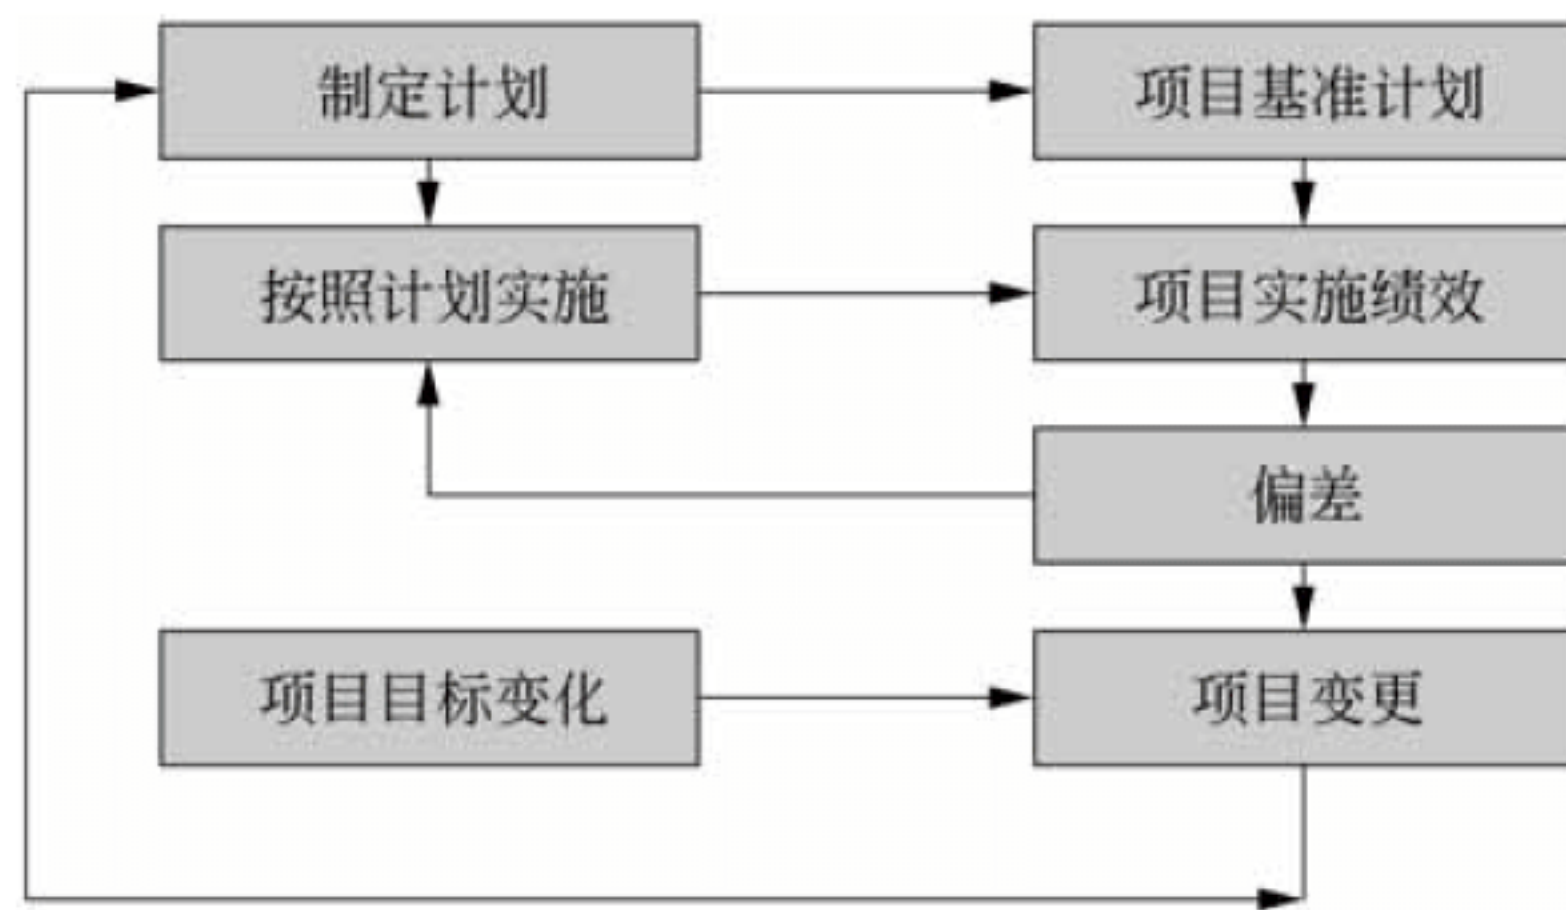 制定计划
项目基准计划
按照计划实施
项目实施绩效
偏差
项目目标变化
项目变更